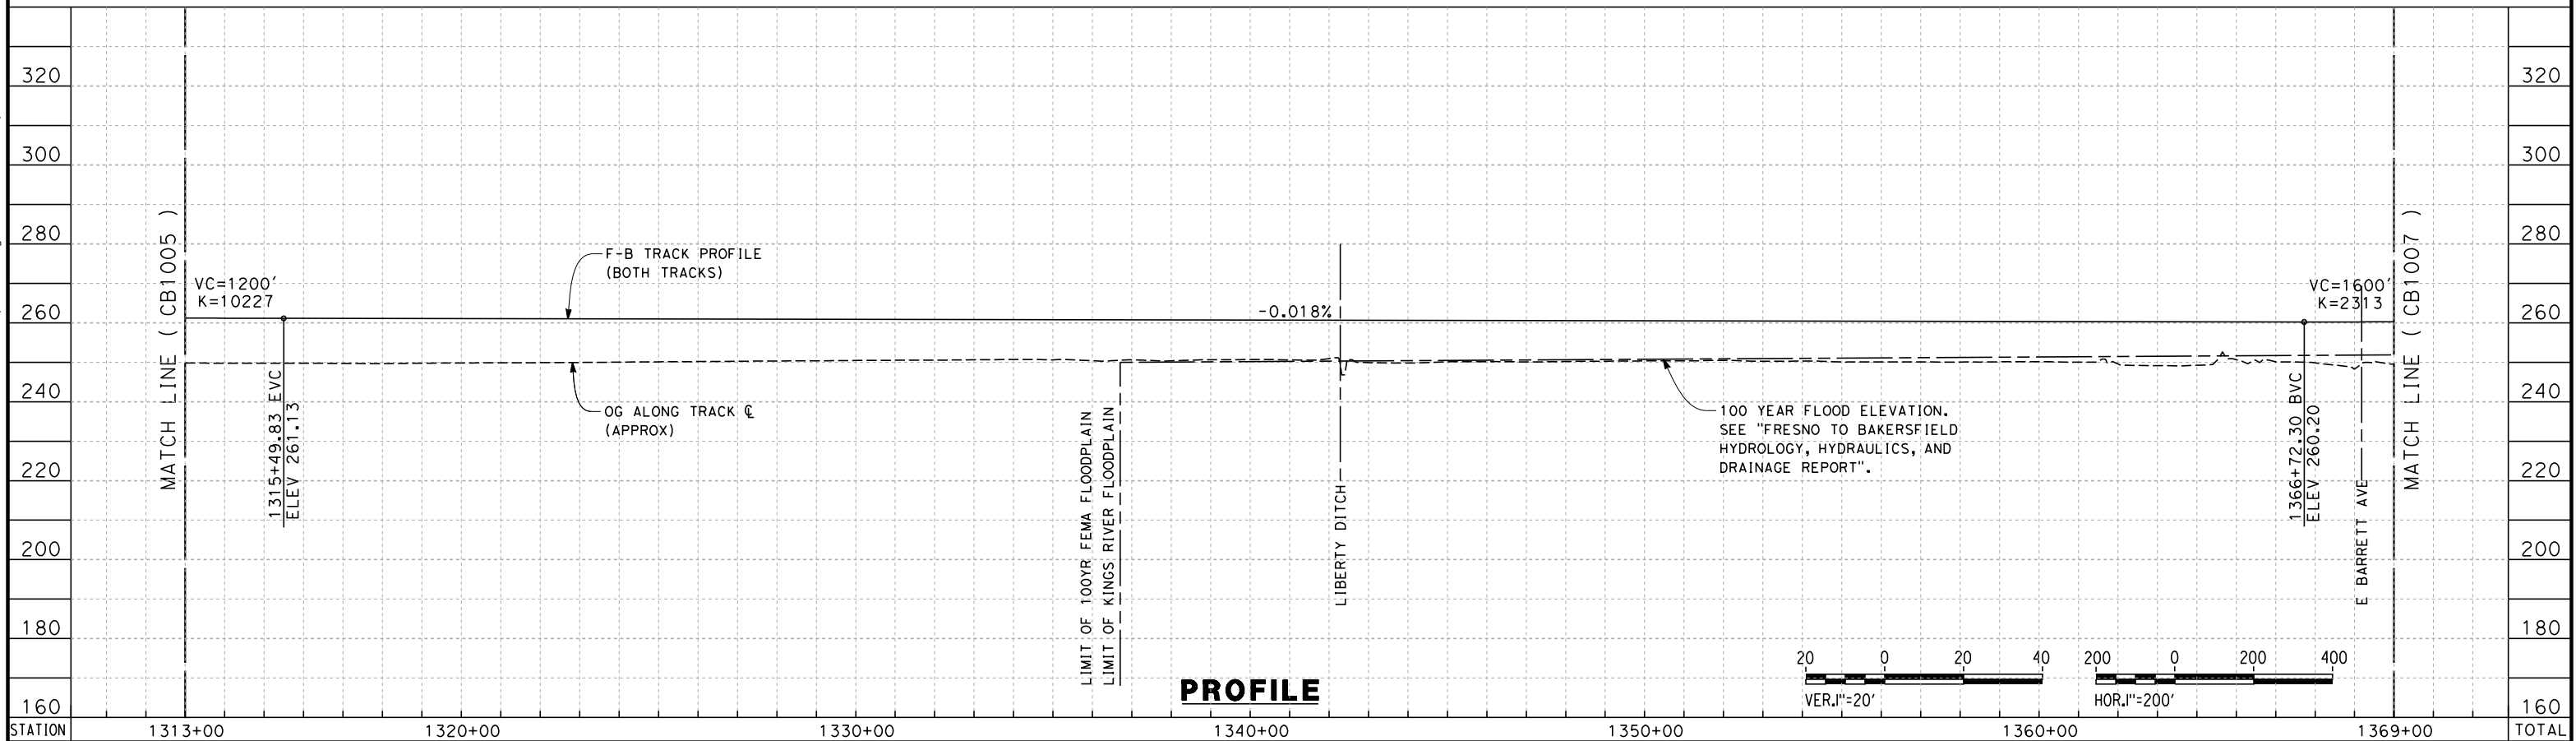 320
300
280
260
240
220
200
180
160
STATION
MATCH LINE ( CB1005 )
VC=1200'
K=10227
1315+49.83 EVC
ELEV 261.13
F-B TRACK PROFILE
(BOTH TRACKS)
OG ALONG TRACK ℄
(APPROX)
LIMIT OF 100YR FEMA FLOODPLAIN
LIMIT OF KINGS RIVER FLOODPLAIN
-0.018%
LIBERTY DITCH
100 YEAR FLOOD ELEVATION.
SEE "FRESNO TO BAKERSFIELD
HYDROLOGY, HYDRAULICS, AND
DRAINAGE REPORT".
VC=1600'
K=2313
1366+72.30 BVC
ELEV 260.20
E BARRETT AVE
MATCH LINE ( CB1007 )
320
300
280
260
240
220
200
180
160
PROFILE
20 0 20 40
VER.1"=20'
200 0 200 400
HOR.1"=200'
1313+00 1320+00 1330+00 1340+00 1350+00 1360+00 1369+00
TOTAL